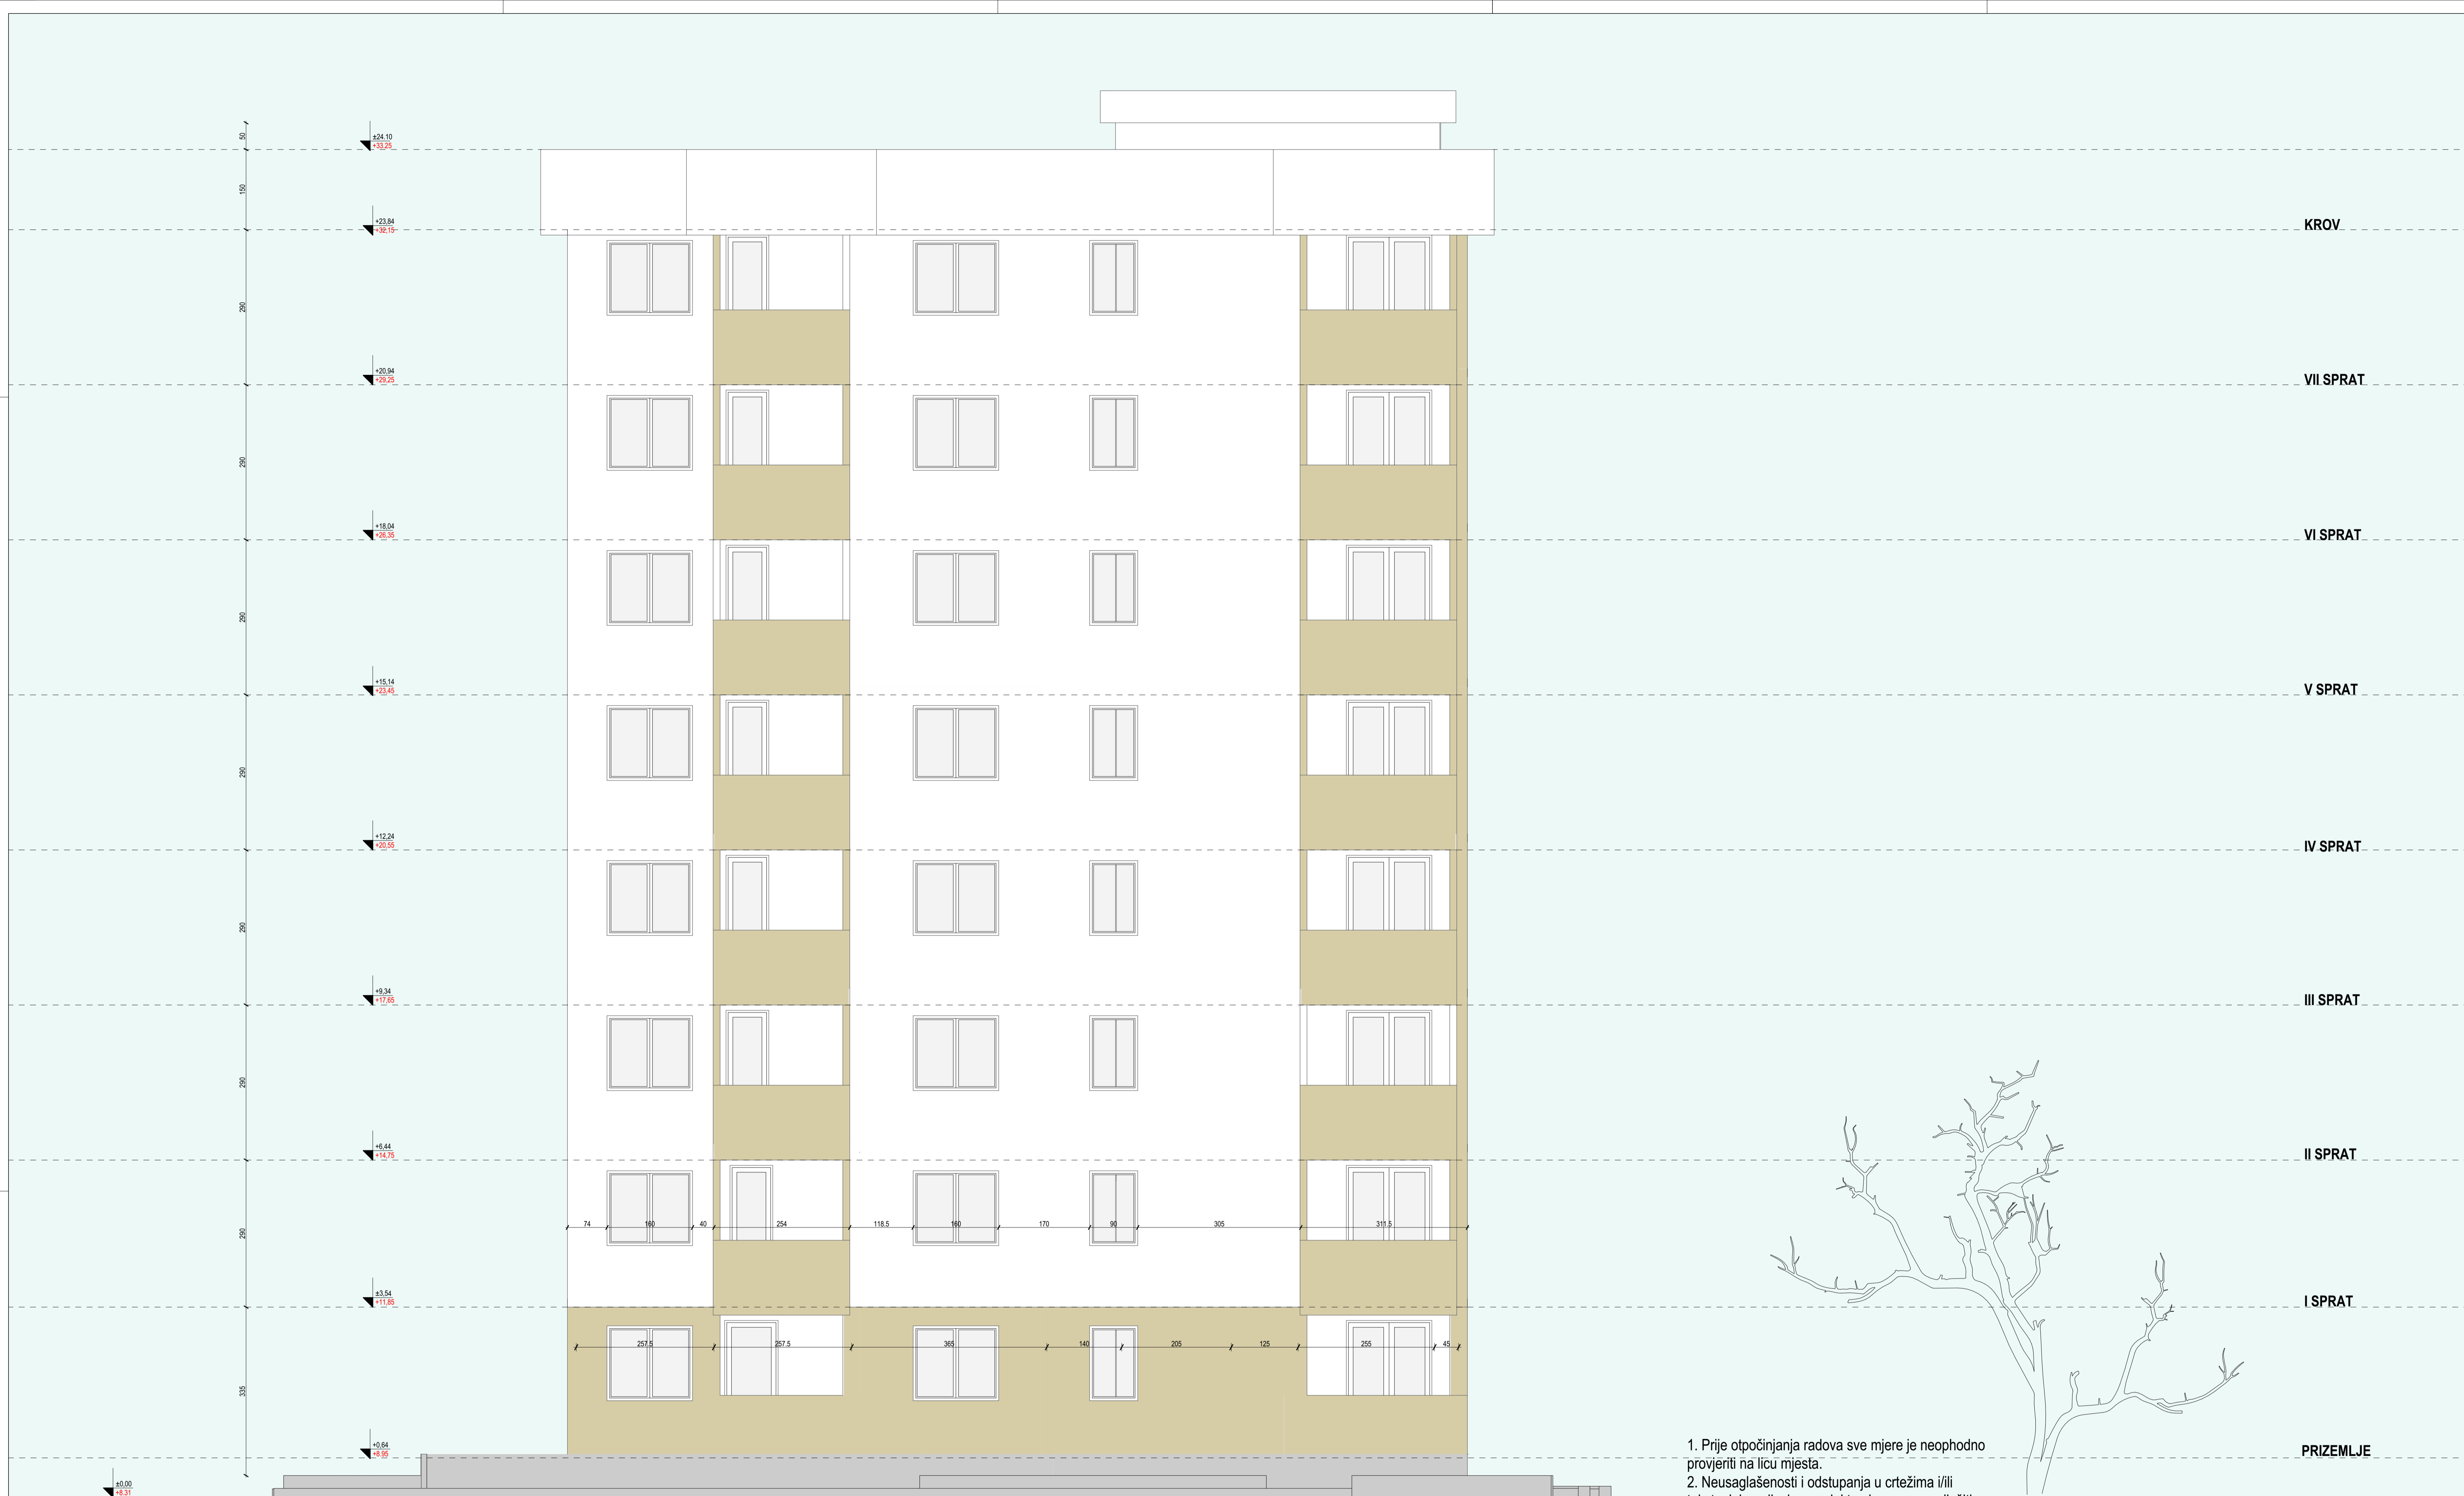 50
±24.10
+33,25
150
+23,84
+32,15
KROV
290
+20,94
+29,25
VII SPRAT
290
+18,04
+26,35
VI SPRAT
290
+15,14
+23,45
V SPRAT
290
+12,24
+20,55
IV SPRAT
290
+9,34
+17,65
III SPRAT
290
+6,44
+14,75
II SPRAT
290
74 160 40 254 118.5 160 170 90 305 311.5
±3,54
+11,85
I SPRAT
257.5 257.5 365 140 205 125 255 45
335
+0,64
+8.95
PRIZEMLJE
±0,00
+8.31
1. Prije otpočinjanja radova sve mjere je neophodno
provjeriti na licu mjesta.
2. Neusaglašenosti i odstupanja u crtežima i/ili